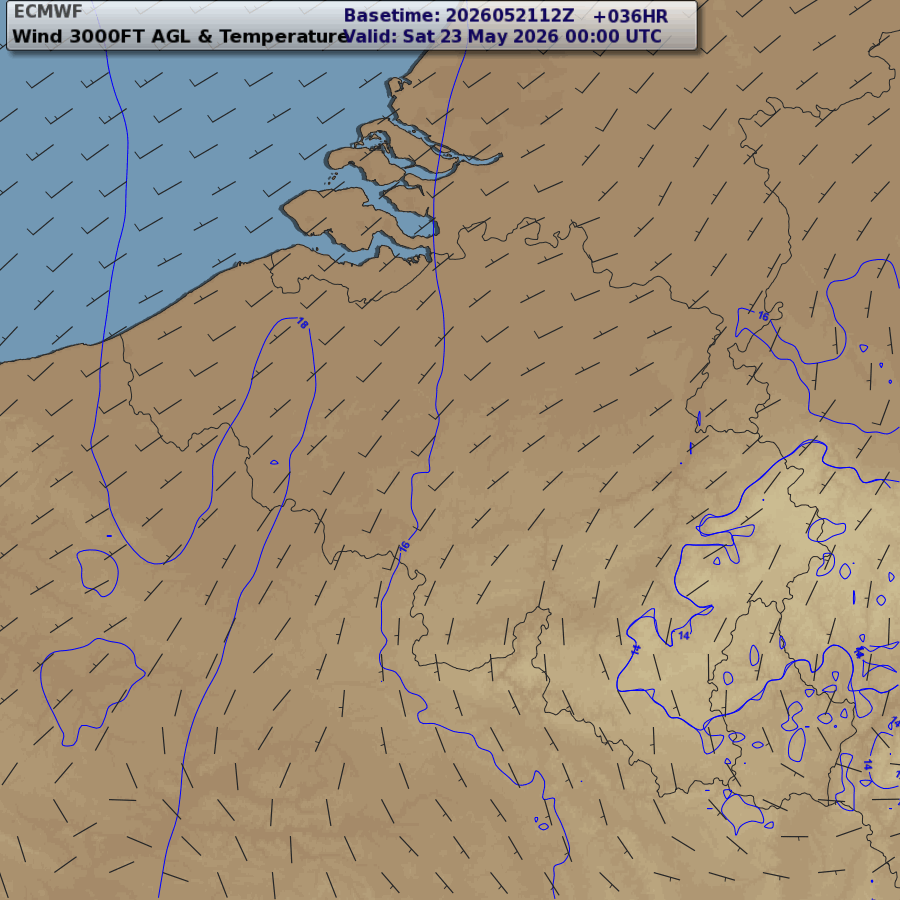 ECMWF
Basetime: 2026052112Z +036HR
Wind 3000FT AGL & Temperature
Valid: Sat 23 May 2026 00:00 UTC
18
16
16
14
14
14
14